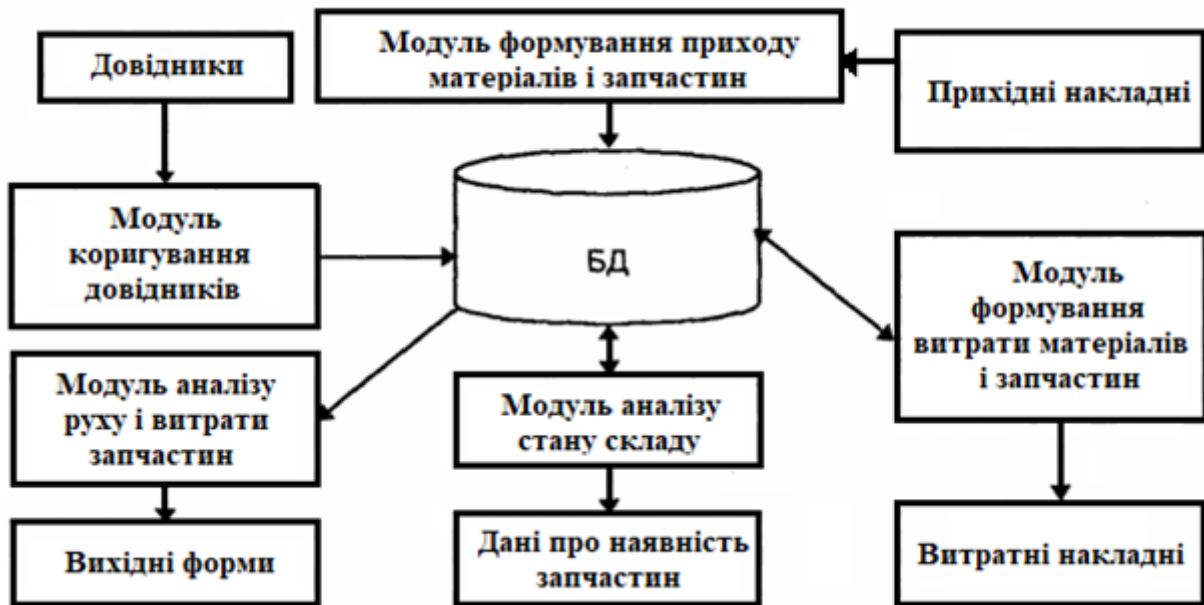 Довідники
Модуль формування приходу
матеріалів і запчастин
Прихідні накладні
Модуль
коригування
довідників
БД
Модуль
формування
витрати матеріалів
і запчастин
Модуль аналізу
руху і витрати
запчастин
Модуль аналізу
стану складу
Вихідні форми
Дані про наявність
запчастин
Витратні накладні